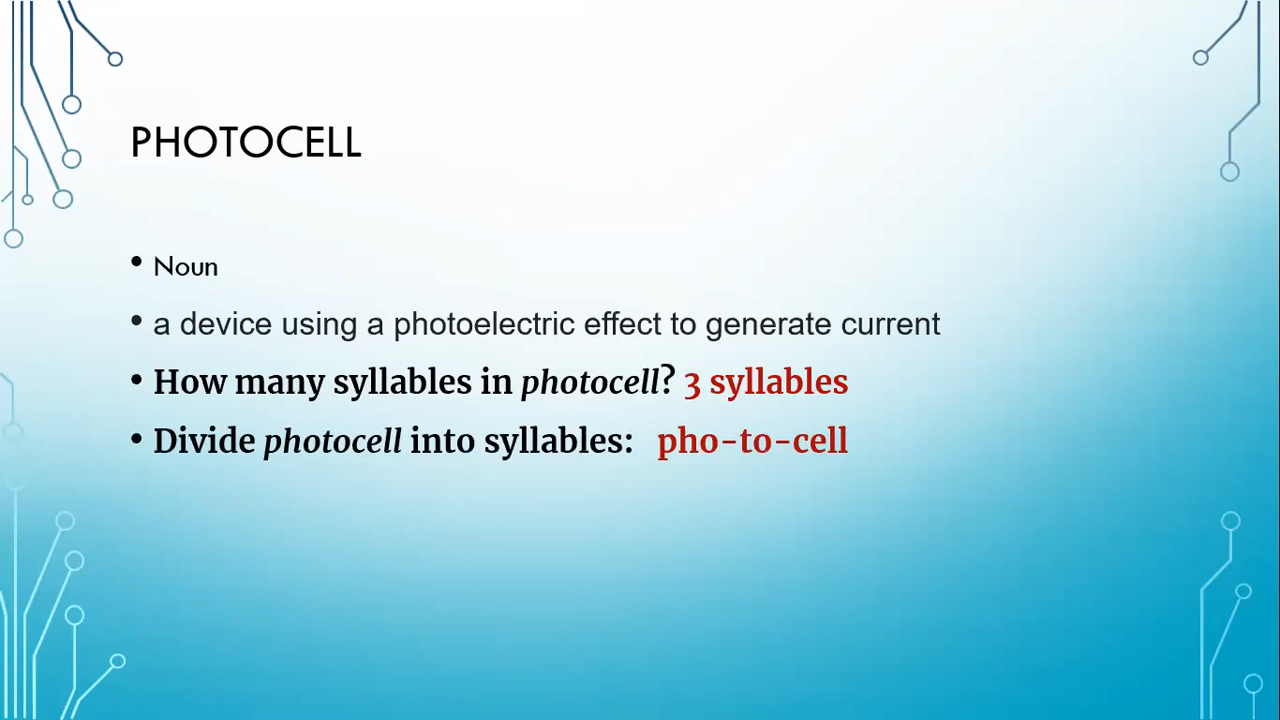 PHOTOCELL
• Noun
• a device using a photoelectric effect to generate current
• How many syllables in photocell? 3 syllables
• Divide photocell into syllables: pho-to-cell